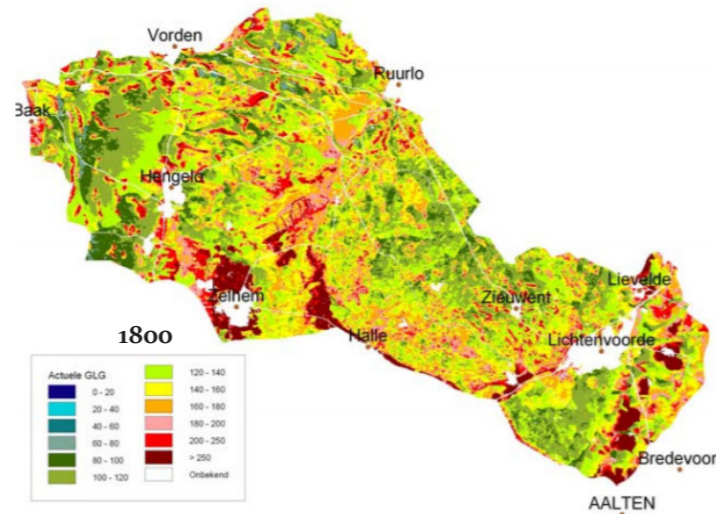 Vorden
Ruurlo
Baak
Hengelo
Zelhem
Zieuwent
Lievelde
Halle
Lichtenvoorde
1800
Bredevoor
AALTEN
Actuele GLG
0 - 20
20 - 40
40 - 60
60 - 80
80 - 100
100 - 120
120 - 140
140 - 160
160 - 180
180 - 200
200 - 250
> 250
Onbekend